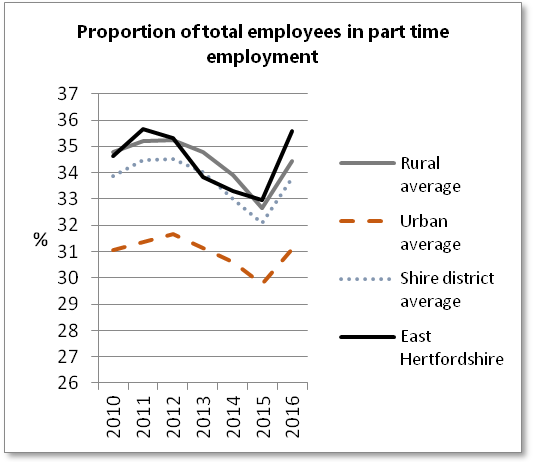 Proportion of total employees in part time
employment
37
36
35
34
33
32
31
30
29
28
27
26
%
2010
2011
2012
2013
2014
2015
2016
Rural
average
Urban
average
Shire district
average
East
Hertfordshire